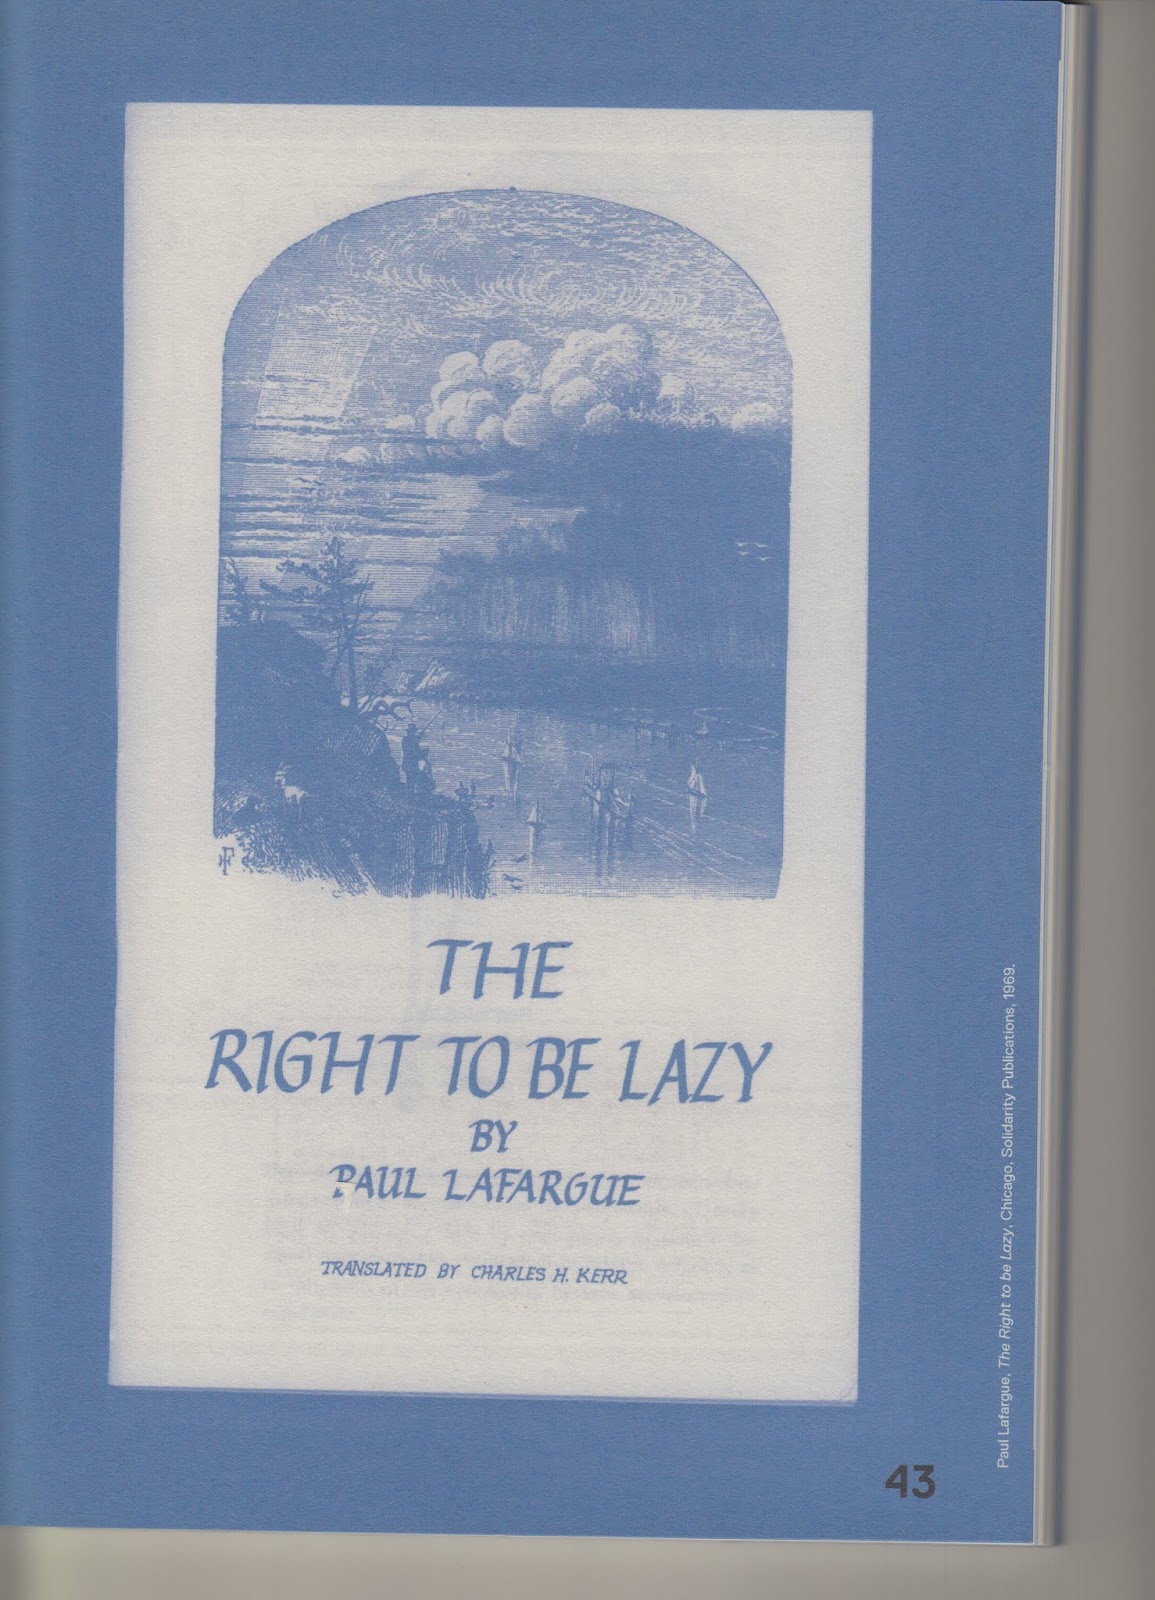 THE
RIGHT TO BE LAZY
BY
PAUL LAFARGUE
TRANSLATED BY CHARLES H. KERR
Paul Lafargue, The Right to be Lazy, Chicago, Solidarity Publications, 1969.
43